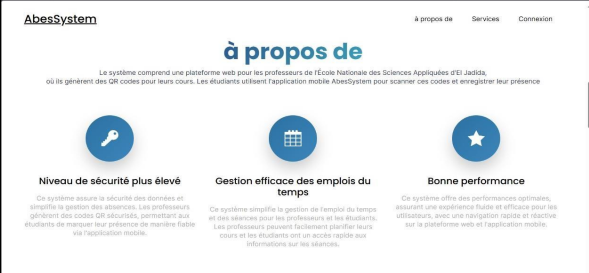 AbesSystem
à propos de Services Connexion
à propos de
Le système comprend une plateforme web pour les professeurs de l'École Nationale des Sciences Appliquées d'El Jadida,
où ils génèrent des QR codes pour leurs cours. Les étudiants utilisent l'application mobile AbesSystem pour scanner ces codes et enregistrer leur présence
Niveau de sécurité plus élevé
Ce système assure la sécurité des données et
simplifie la gestion des absences. Les professeurs
génèrent des codes QR sécurisés, permettant aux
étudiants de marquer leur présence de manière fiable
via l'application mobile.
Gestion efficace des emplois du
temps
Ce système simplifie la gestion de l'emploi du temps
et des séances pour les professeurs et les étudiants.
Les professeurs peuvent facilement planifier leurs
cours et les étudiants ont un accès rapide aux
informations sur les séances.
Bonne performance
Ce système offre des performances optimales,
assurant une expérience fluide et efficace pour les
utilisateurs, avec une navigation rapide et réactive
sur la plateforme web et l'application mobile.